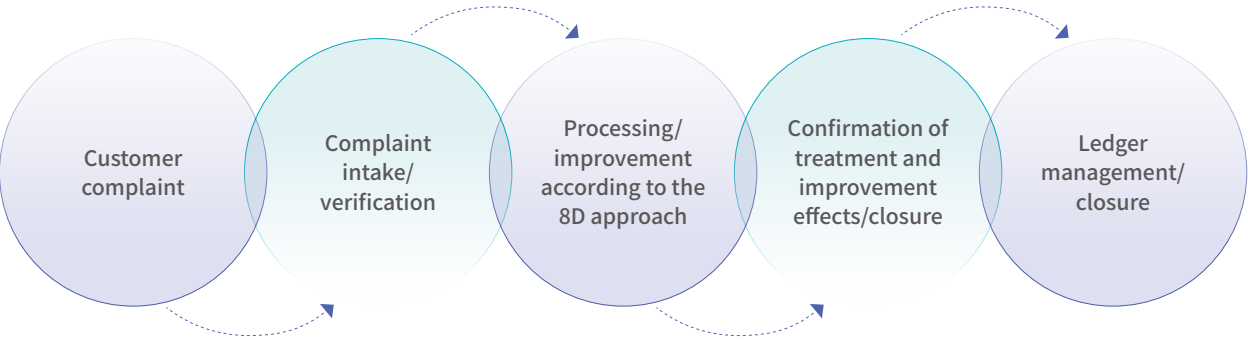 Customer
complaint
Complaint
intake/
verification
Processing/
improvement
according to the
8D approach
Confirmation of
treatment and
improvement
effects/closure
Ledger
management/
closure